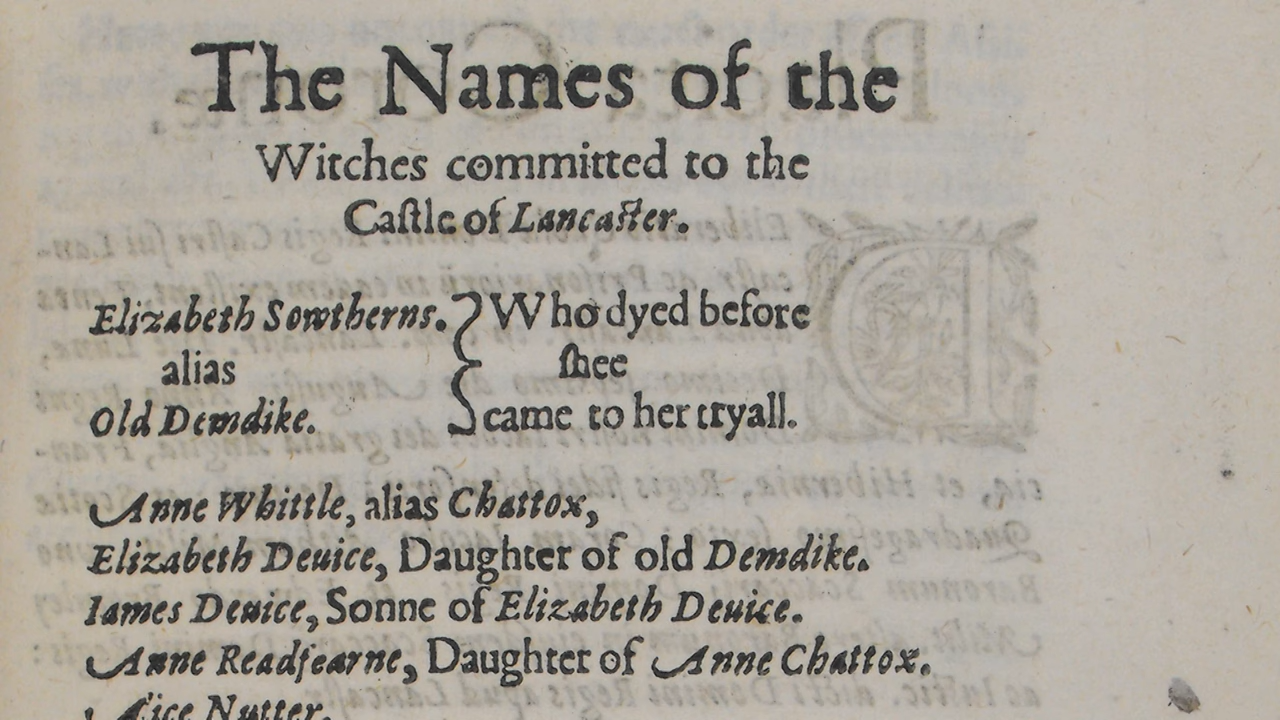 The Names of the
Witches committed to the
Caſtle of Lancaſter.
Elizabeth Sowtherns. } Who dyed before
alias ſhee
Old Demdike. came to her tryall.
Anne Whittle, alias Chattox,
Elizabeth Deuice, Daughter of old Demdike.
Iames Deuice, Sonne of Elizabeth Deuice.
Anne Readfearne, Daughter of Anne Chattox.
Alice Nutter.